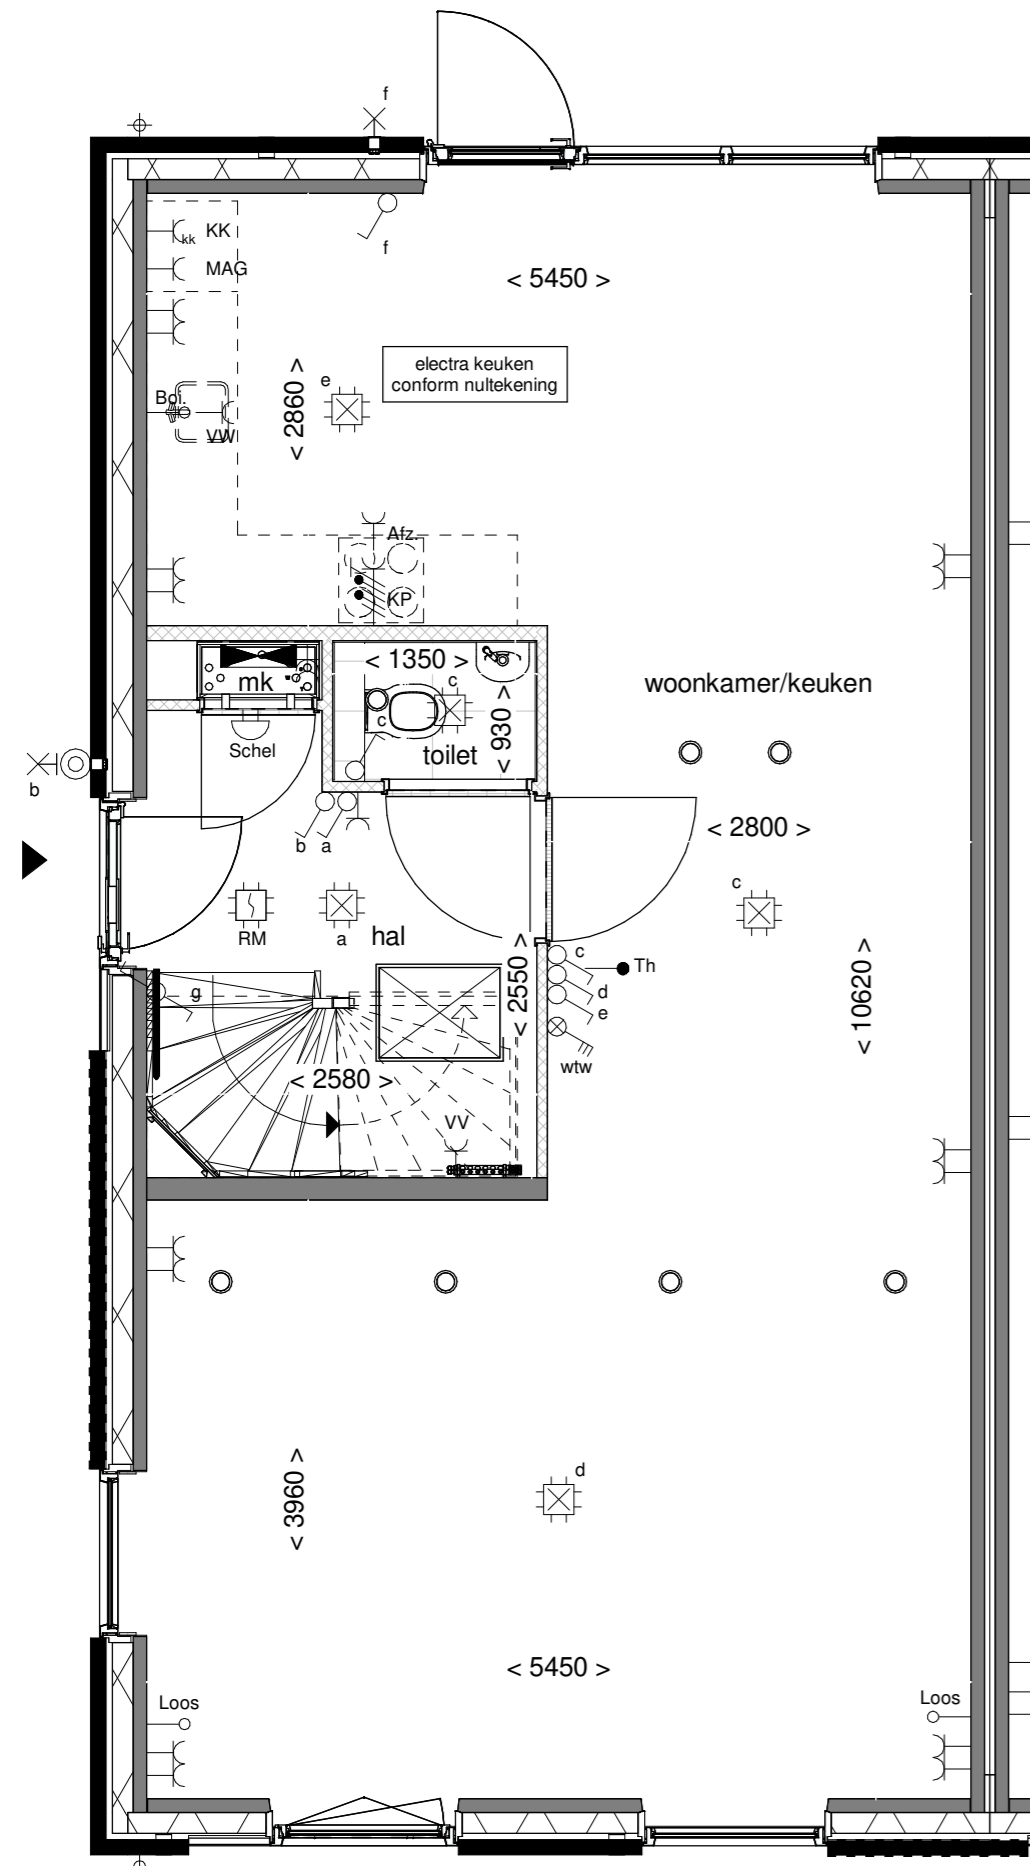 f
KK
kk
MAG
f
< 5450 >
electra keuken
conform nultekening
< 2860 >
e
Boi.
VW
Afz.
KP
< 1350 >
mk
c
c
< 930 >
woonkamer/keuken
Schel
toilet
b
b
a
< 2800 >
c
RM
a
hal
< 2550 >
c
Th
d
e
g
< 10620 >
wtw
< 2580 >
VV
< 3960 >
d
< 5450 >
Loos
Loos